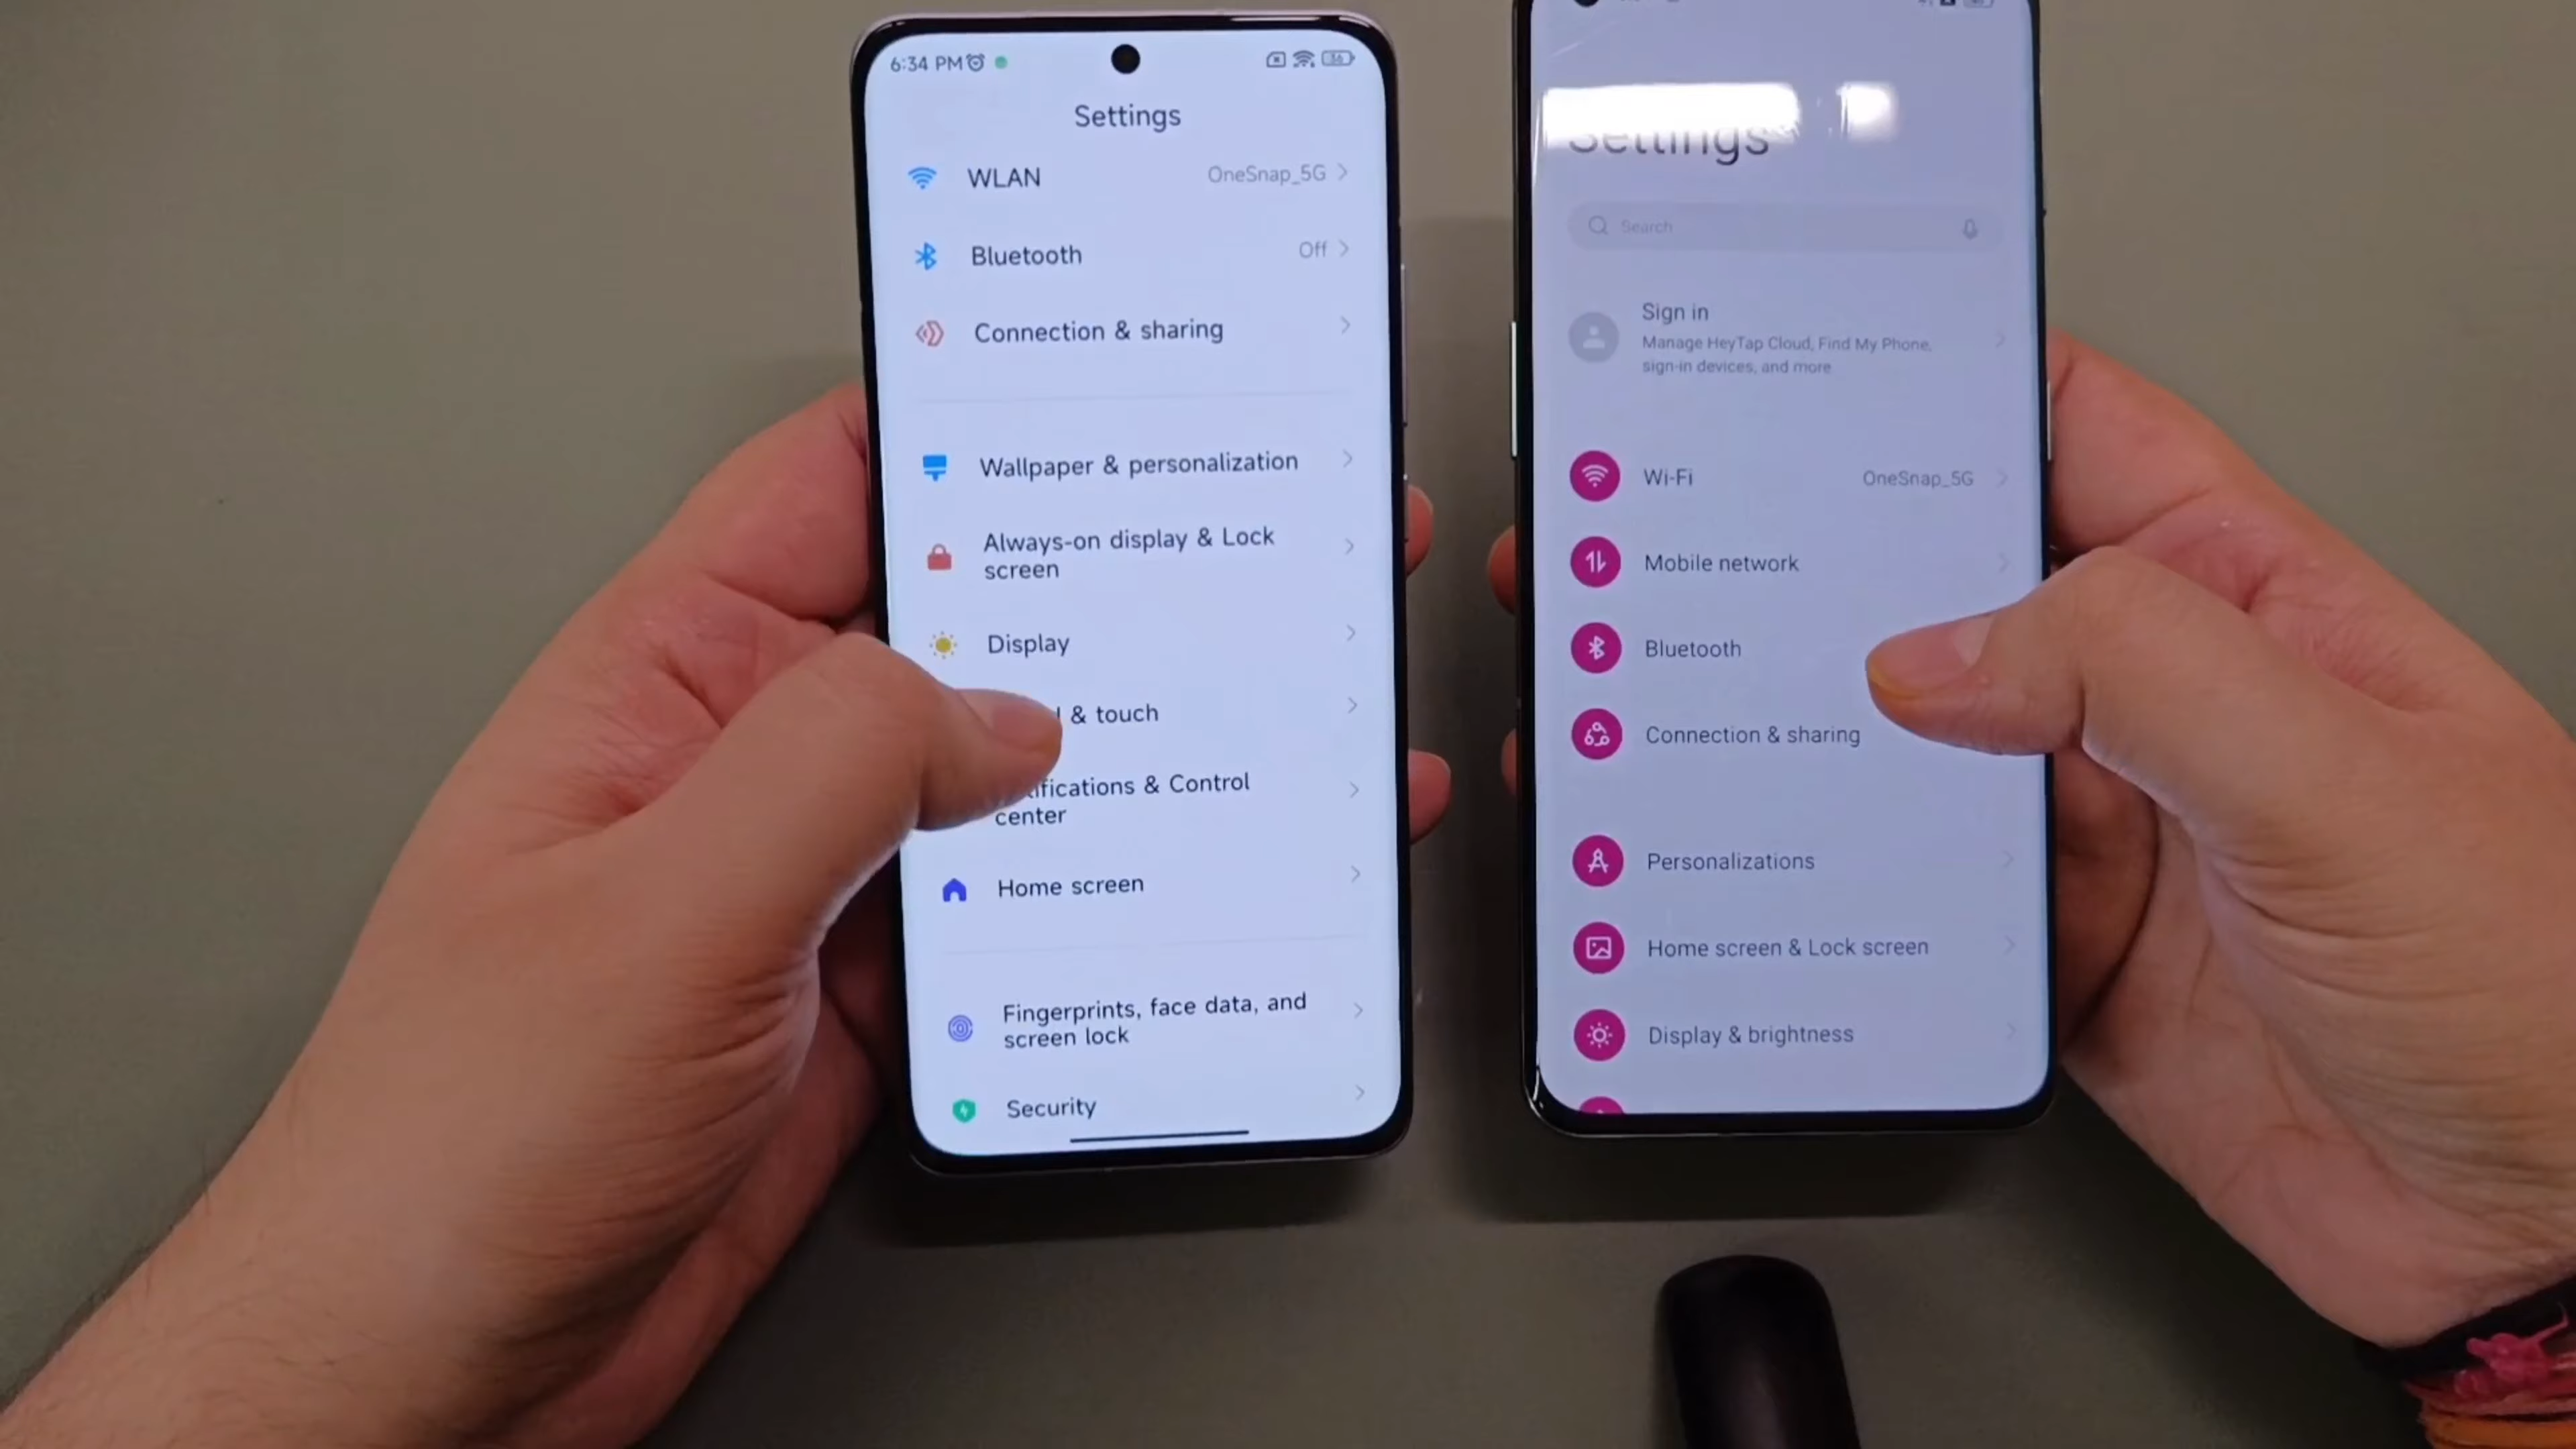 6:34 PM
36
Settings
WLAN
OneSnap_5G
Bluetooth
Off
Connection & sharing
Wallpaper & personalization
Always-on display & Lock
screen
Display
& touch
ifications & Control
center
Home screen
Fingerprints, face data, and
screen lock
Security
Settings
Search
Sign in
Manage HeyTap Cloud, Find My Phone,
sign-in devices, and more
Wi-Fi
OneSnap_5G
Mobile network
Bluetooth
Connection & sharing
Personalizations
Home screen & Lock screen
Display & brightness